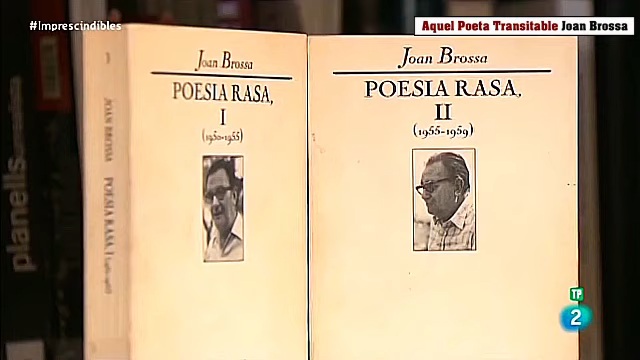 #Imprescindibles
Aquel Poeta Transitable Joan Brossa
Joan Brossa
POESIA RASA,
I
(1950-1955)
Joan Brossa
POESIA RASA,
II
(1955-1959)
JOAN BROSSA
POESIA RASA, I
planells
TP
2